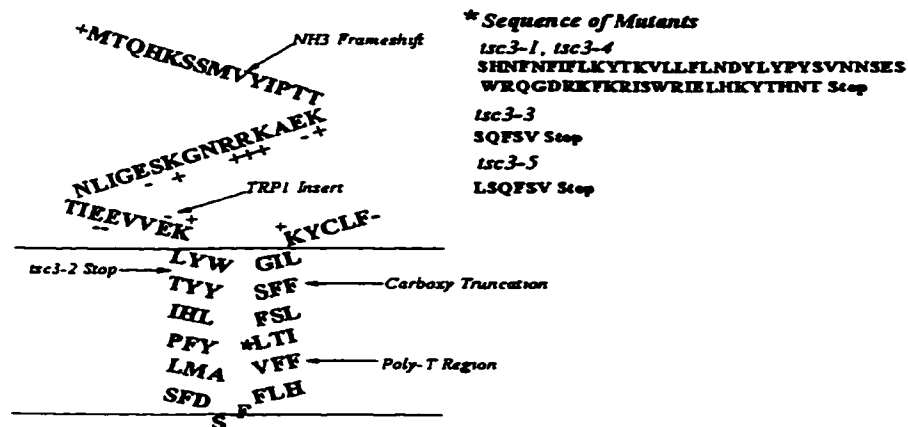 +MTQHKSSMVYIPTT
NH3 Frameshift
NLIGESKGNRRKAEK
- + +++ - +
TRP1 Insert
TIEEVVEK
-- - +
+KYCLF-
LYW GIL
tsc3-2 Stop
TYY SFF
Carboxy Truncation
IHL FSL
PFY *LTI
LMA VFF
Poly-T Region
SFD FLH
S F
*Sequence of Mutants
tsc3-1, tsc3-4
SHNFNFIFLKYTKVLLFLNDYLYPYSVNNSES
WRQGDRKFKRISWRIELHKYTHNT Stop
tsc3-3
SQFSV Stop
tsc3-5
LSQFSV Stop